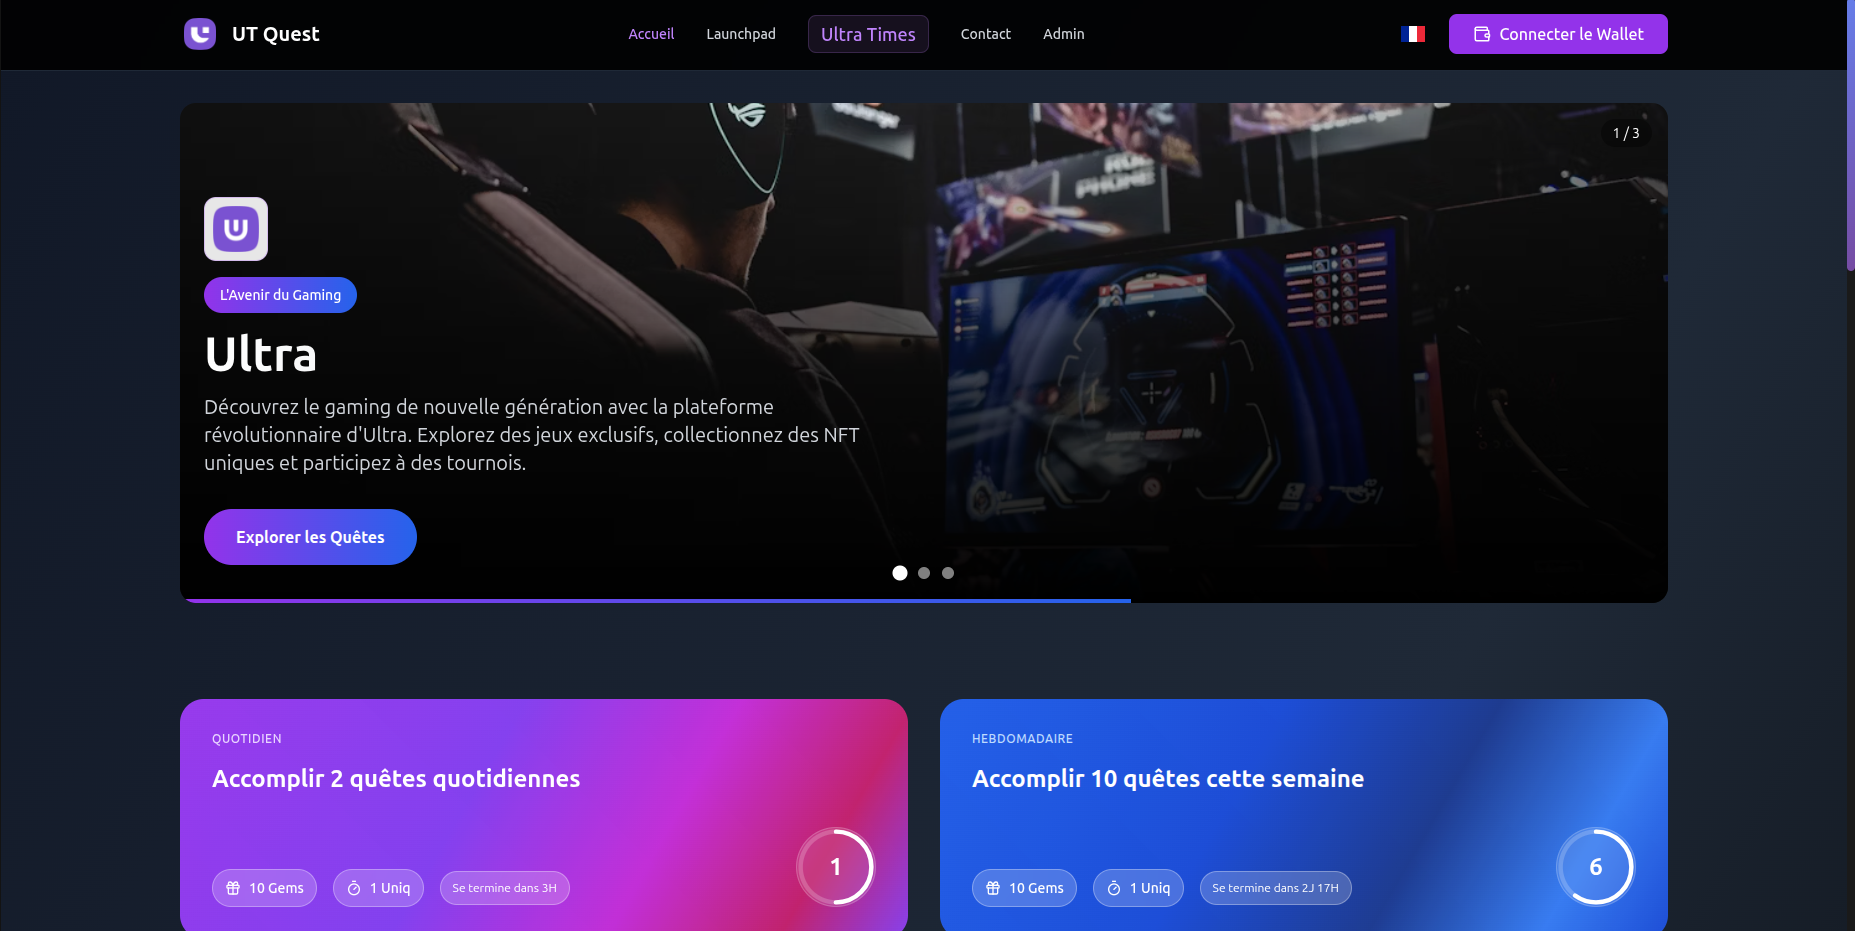 UT Quest
Accueil
Launchpad
Ultra Times
Contact
Admin
Connecter le Wallet
1 / 3
L'Avenir du Gaming
Ultra
Découvrez le gaming de nouvelle génération avec la plateforme
révolutionnaire d'Ultra. Explorez des jeux exclusifs, collectionnez des NFT
uniques et participez à des tournois.
Explorer les Quêtes
QUOTIDIEN
Accomplir 2 quêtes quotidiennes
10 Gems
1 Uniq
Se termine dans 3H
1
HEBDOMADAIRE
Accomplir 10 quêtes cette semaine
10 Gems
1 Uniq
Se termine dans 2J 17H
6